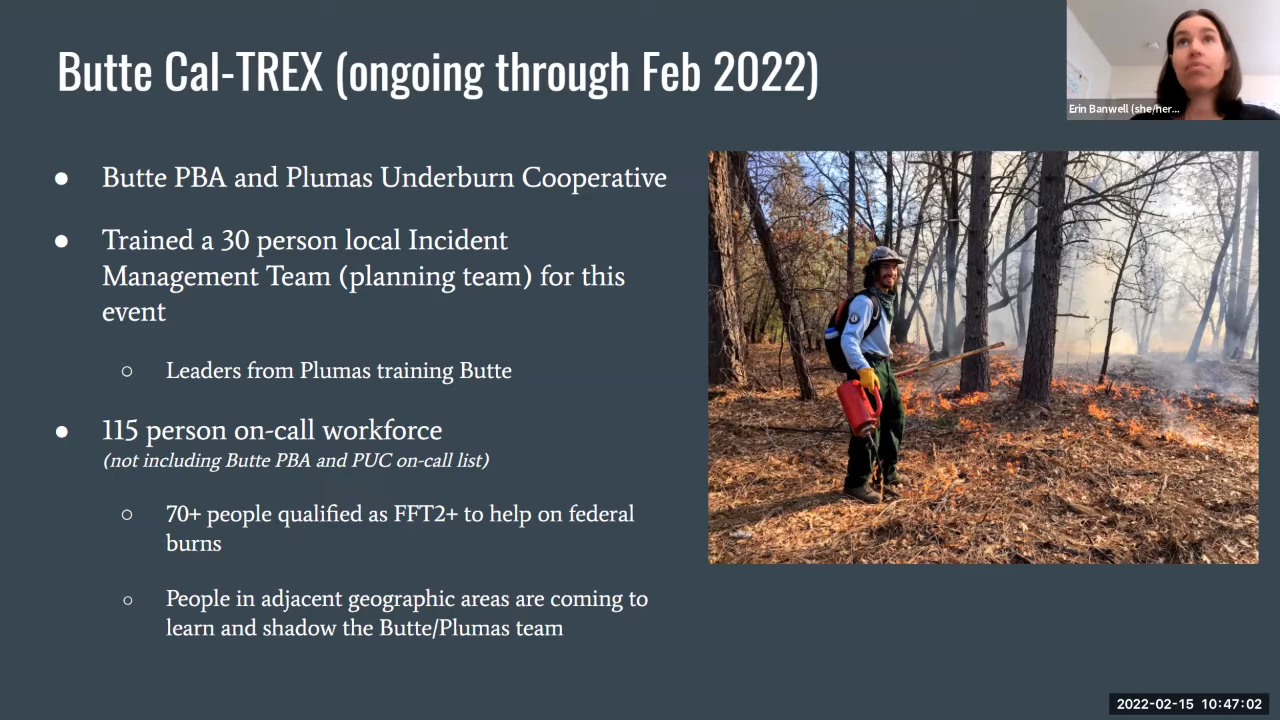 Butte Cal-TREX (ongoing through Feb 2022)
Erin Banwell (she/her...
● Butte PBA and Plumas Underburn Cooperative
● Trained a 30 person local Incident
Management Team (planning team) for this
event
○ Leaders from Plumas training Butte
● 115 person on-call workforce
(not including Butte PBA and PUC on-call list)
○ 70+ people qualified as FFT2+ to help on federal
burns
○ People in adjacent geographic areas are coming to
learn and shadow the Butte/Plumas team
2022-02-15 10:47:02